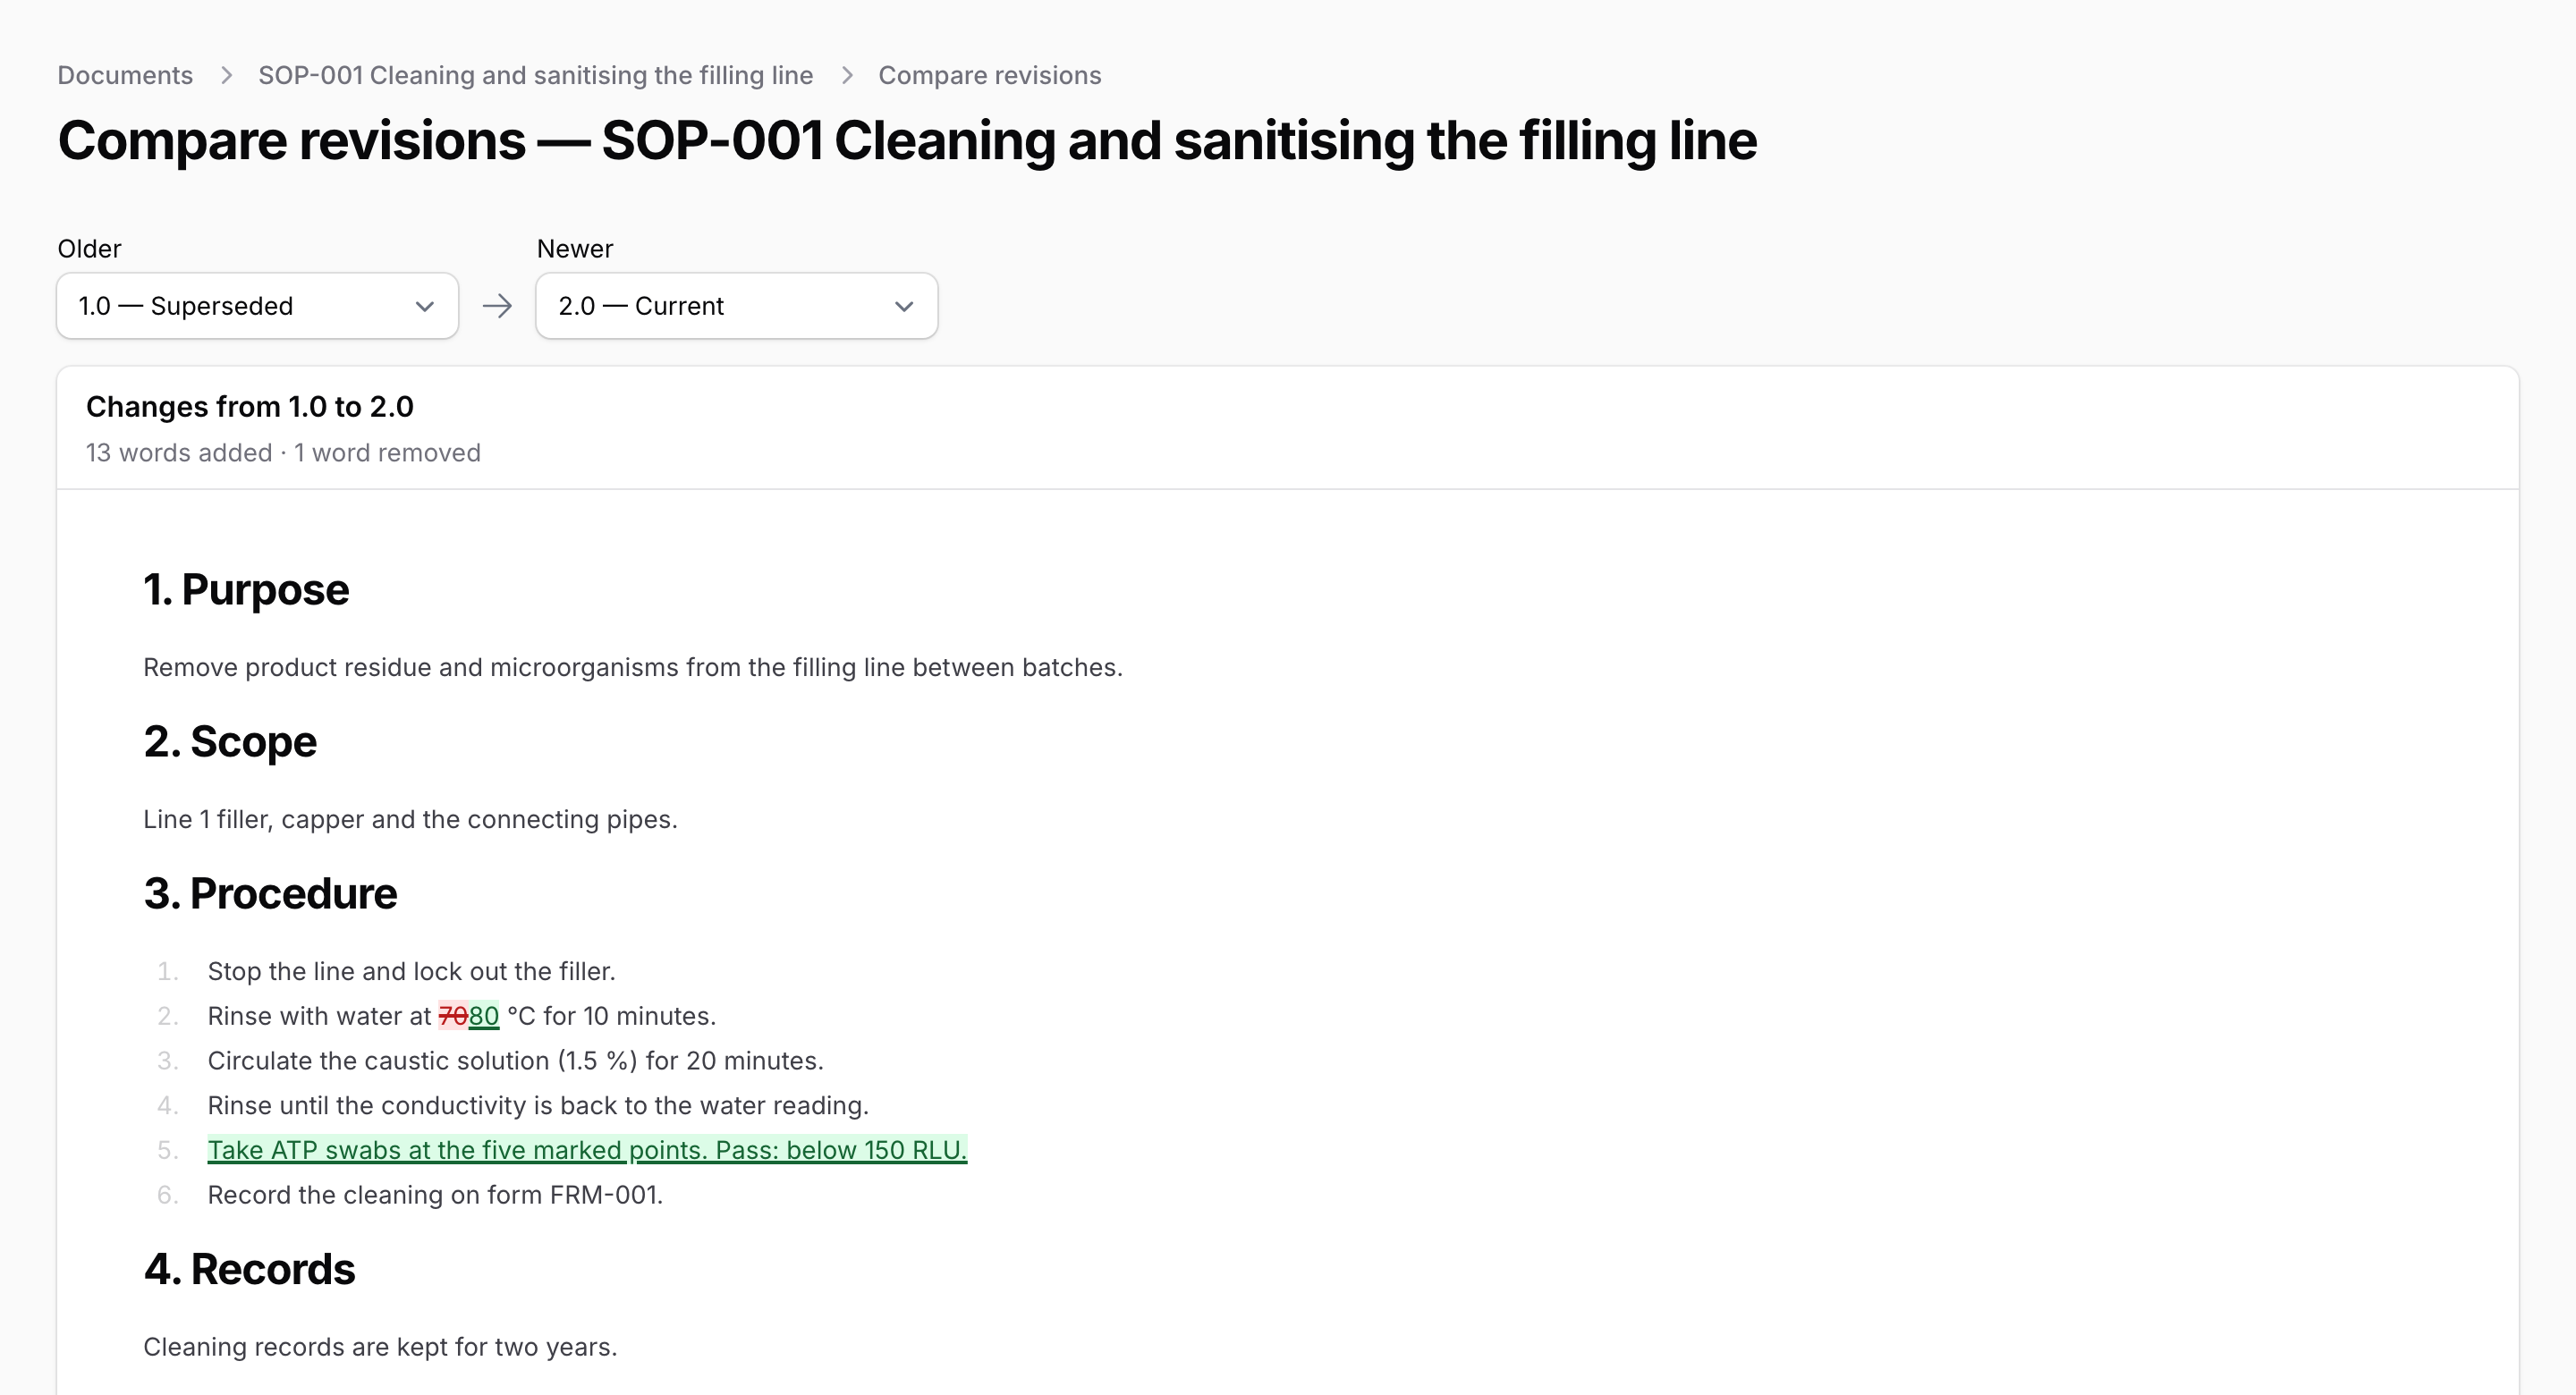 Documents > SOP-001 Cleaning and sanitising the filling line > Compare revisions
Compare revisions — SOP-001 Cleaning and sanitising the filling line
Older Newer
1.0 — Superseded → 2.0 — Current
Changes from 1.0 to 2.0
13 words added · 1 word removed
1. Purpose
Remove product residue and microorganisms from the filling line between batches.
2. Scope
Line 1 filler, capper and the connecting pipes.
3. Procedure
1. Stop the line and lock out the filler.
2. Rinse with water at 7080 °C for 10 minutes.
3. Circulate the caustic solution (1.5 %) for 20 minutes.
4. Rinse until the conductivity is back to the water reading.
5. Take ATP swabs at the five marked points. Pass: below 150 RLU.
6. Record the cleaning on form FRM-001.
4. Records
Cleaning records are kept for two years.